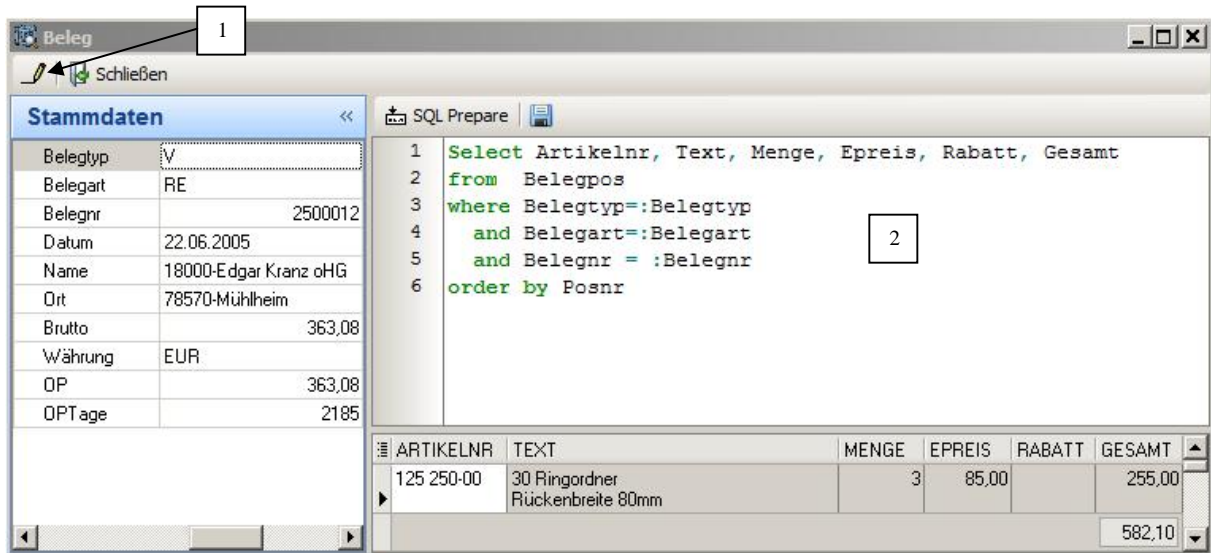 1
Beleg
Schließen
Stammdaten
Belegtyp V
Belegart RE
Belegnr 2500012
Datum 22.06.2005
Name 18000-Edgar Kranz oHG
Ort 78570-Mühlheim
Brutto 363,08
Währung EUR
OP 363,08
OPTage 2185
SQL Prepare
1 Select Artikelnr, Text, Menge, Epreis, Rabatt, Gesamt
2 from Belegpos
3 where Belegtyp=:Belegtyp
4 and Belegart=:Belegart
5 and Belegnr = :Belegnr
6 order by Posnr
2
ARTIKELNR TEXT MENGE EPREIS RABATT GESAMT
125 250-00 30 Ringordner 3 85,00 255,00
Rückenbreite 80mm
582,10